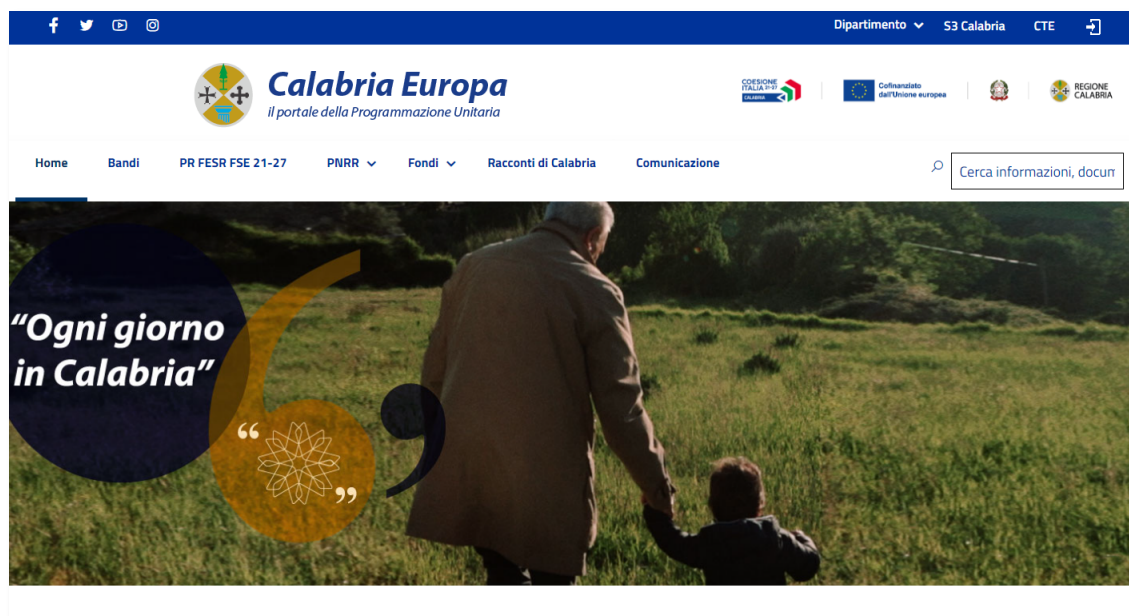 Dipartimento S3 Calabria CTE
Calabria Europa
il portale della Programmazione Unitaria
COESIONE
ITALIA 21-27
CALABRIA
Cofinanziato
dall'Unione europea
REGIONE
CALABRIA
Home Bandi PR FESR FSE 21-27 PNRR Fondi Racconti di Calabria Comunicazione
Cerca informazioni, docum
“Ogni giorno
in Calabria”